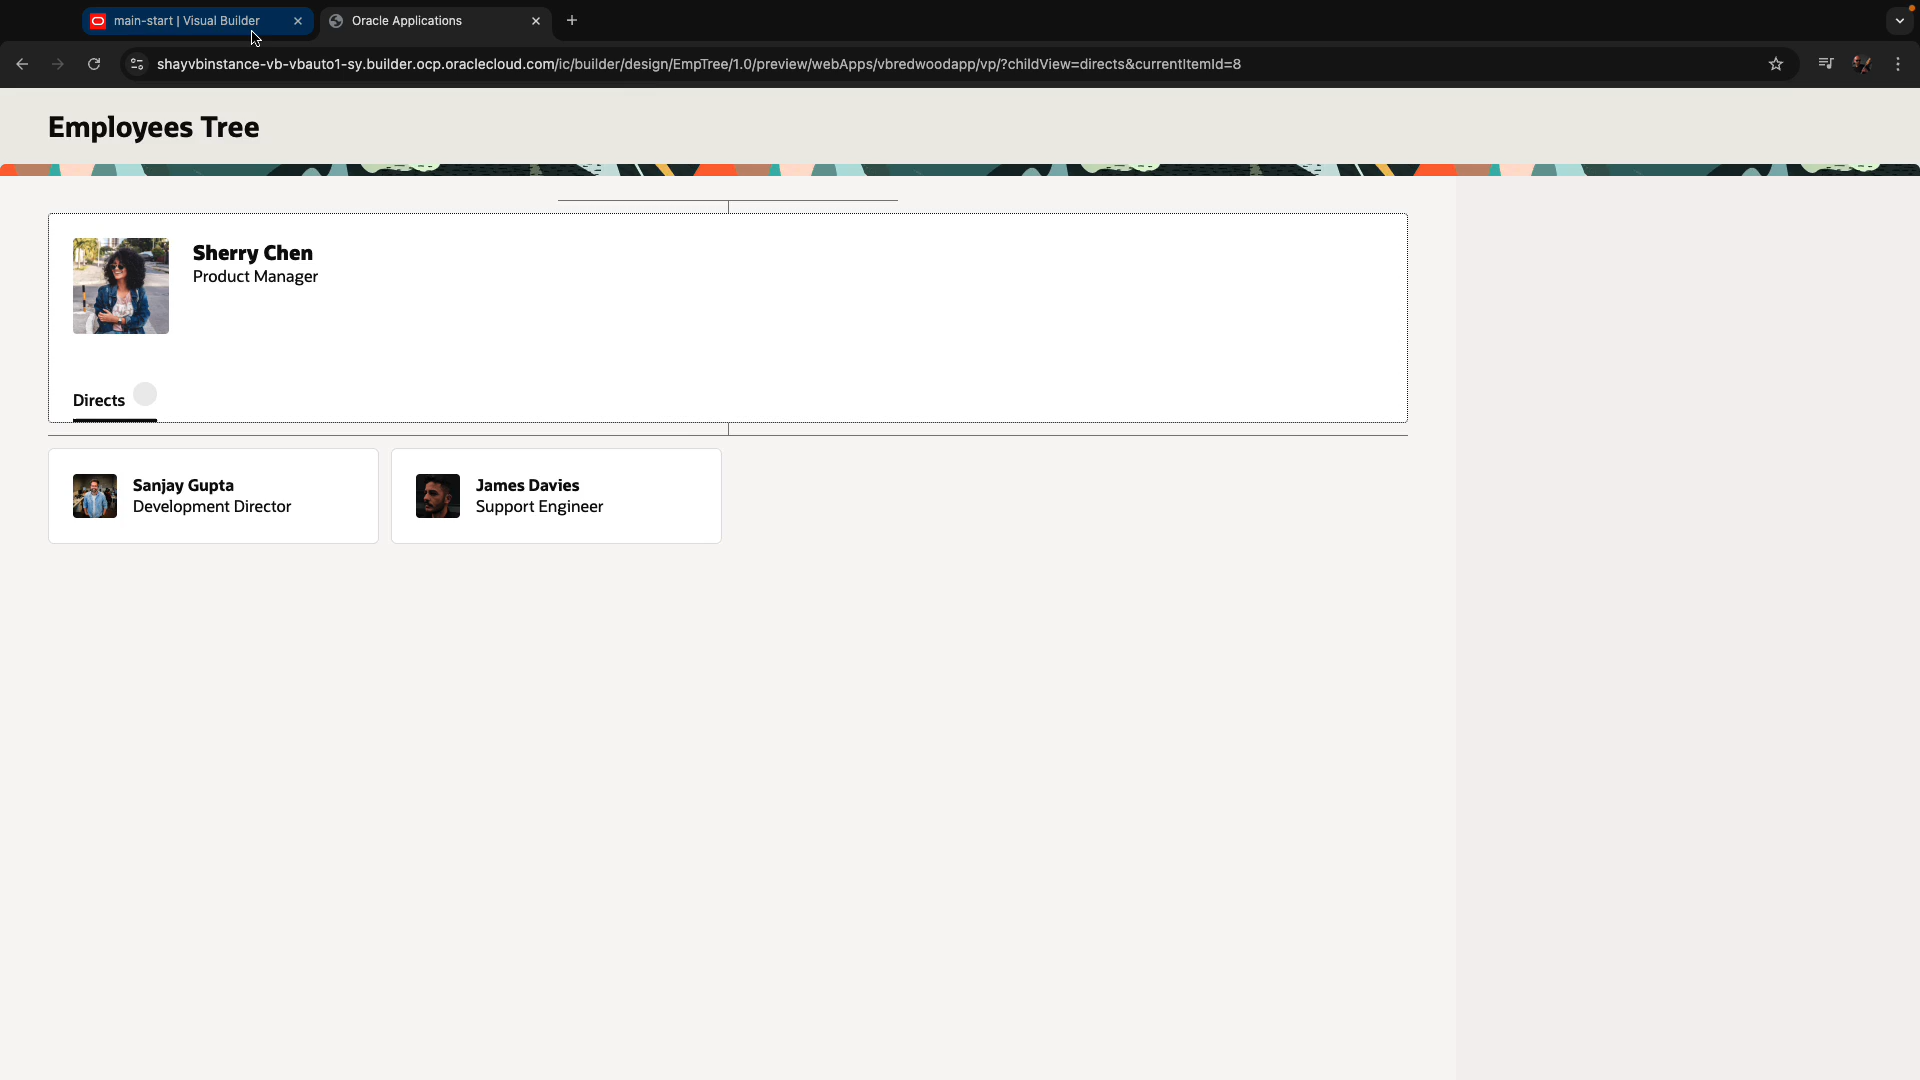 main-start | Visual Builder
Oracle Applications
shayvbinstance-vb-vbauto1-sy.builder.ocp.oraclecloud.com/ic/builder/design/EmpTree/1.0/preview/webApps/vbredwoodapp/vp/?childView=directs&currentItemId=8
Employees Tree
Sherry Chen
Product Manager
Directs
Sanjay Gupta
Development Director
James Davies
Support Engineer